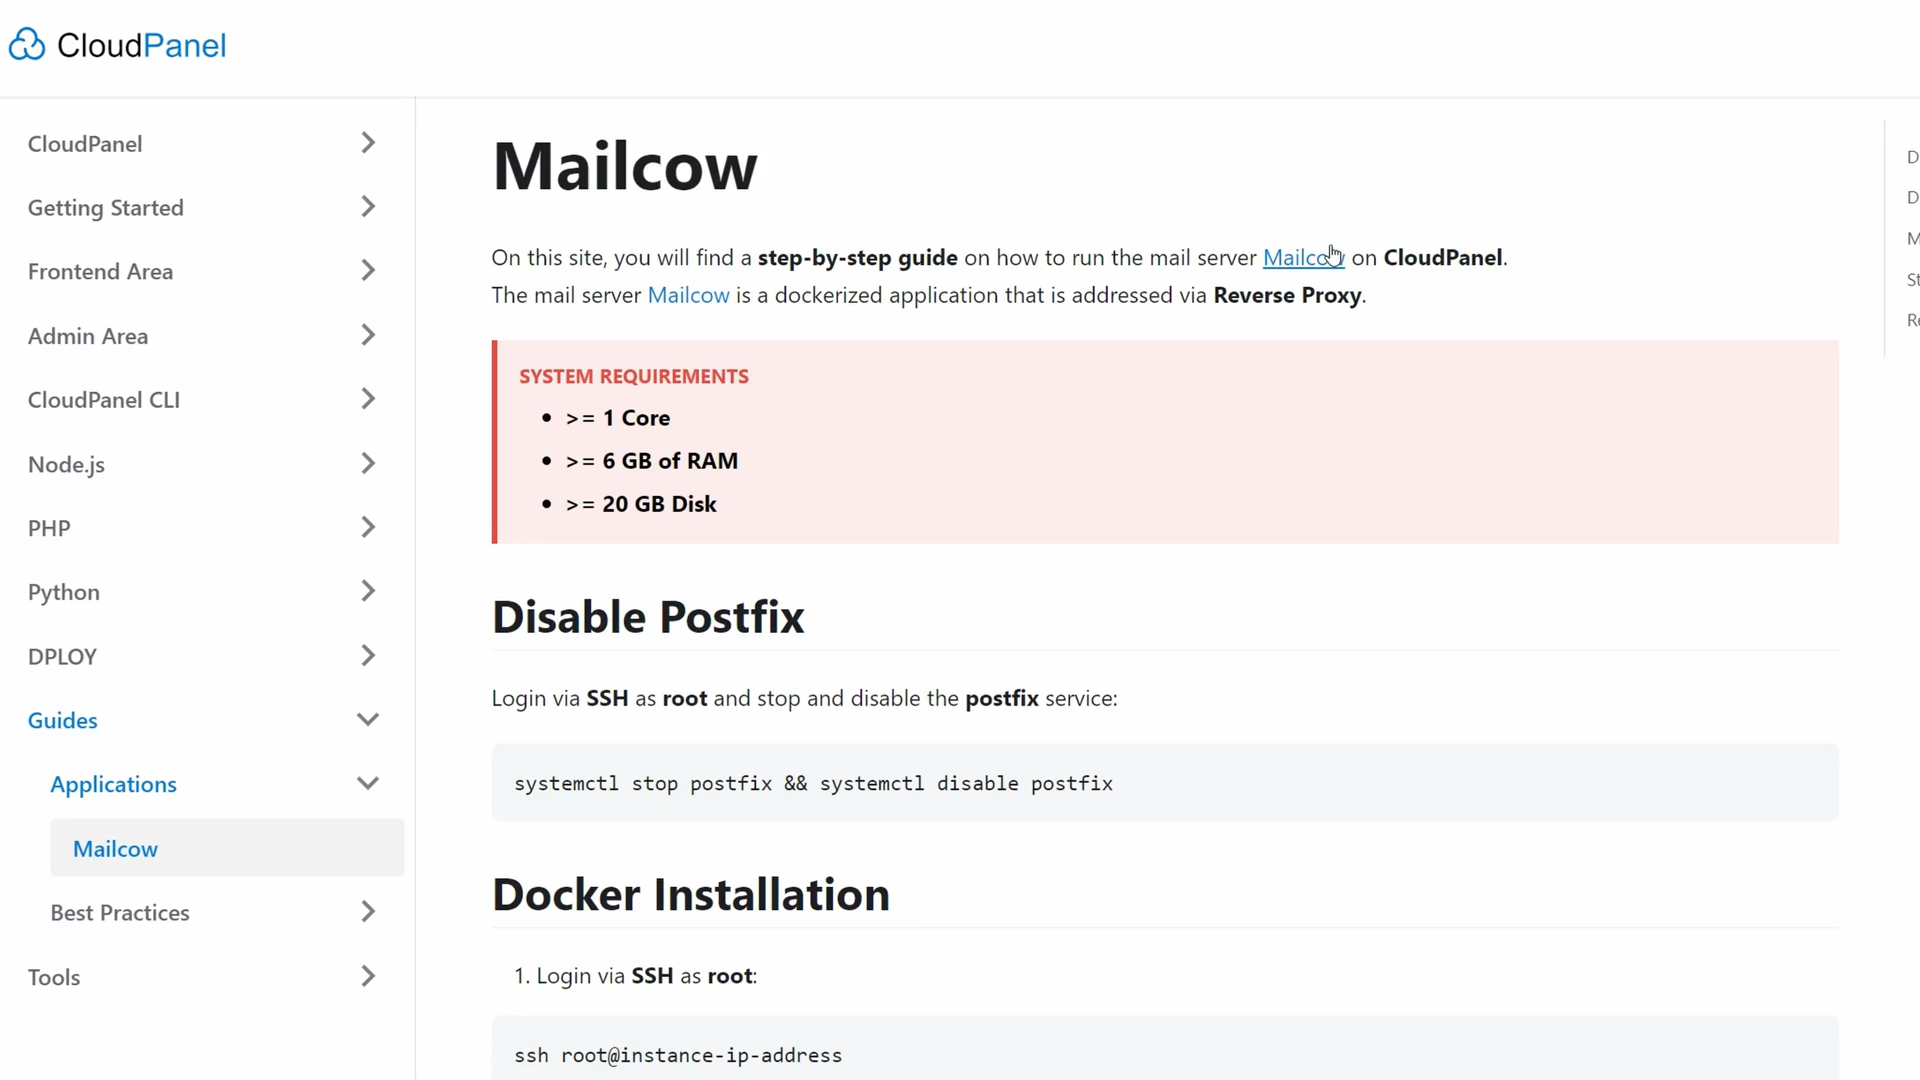 CloudPanel
CloudPanel
Getting Started
Frontend Area
Admin Area
CloudPanel CLI
Node.js
PHP
Python
DPLOY
Guides
Applications
Mailcow
Best Practices
Tools
Mailcow
On this site, you will find a step-by-step guide on how to run the mail server Mailcow on CloudPanel.
The mail server Mailcow is a dockerized application that is addressed via Reverse Proxy.
SYSTEM REQUIREMENTS
• >= 1 Core
• >= 6 GB of RAM
• >= 20 GB Disk
Disable Postfix
Login via SSH as root and stop and disable the postfix service:
systemctl stop postfix && systemctl disable postfix
Docker Installation
1. Login via SSH as root:
ssh root@instance-ip-address
D
D
M
St
Re